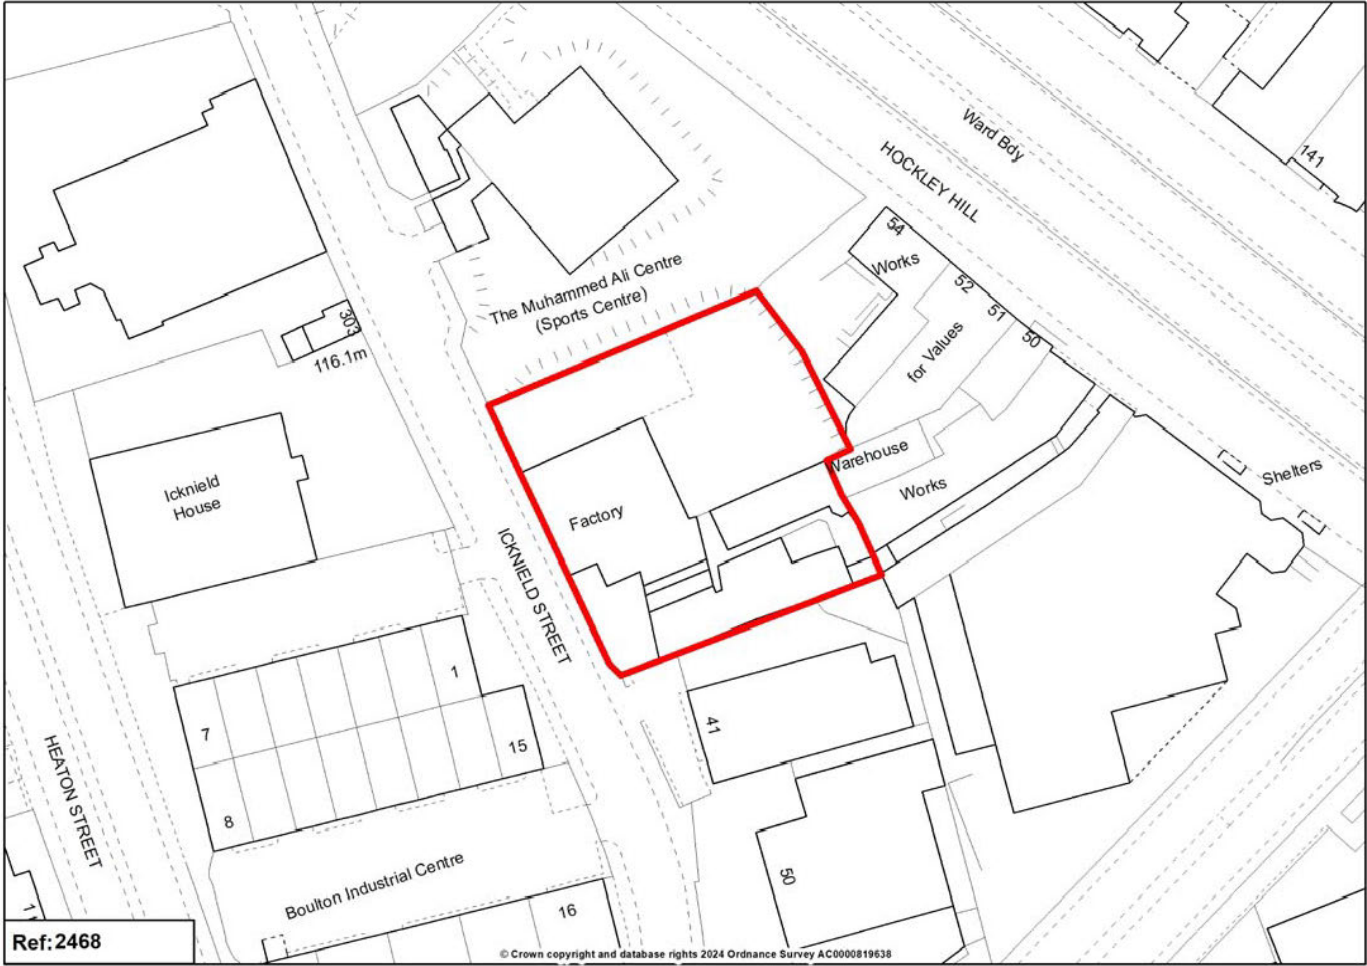 Ward Bdy
HOCKLEY HILL
141
54
Works
52
51
50
for Values
The Muhammed Ali Centre
(Sports Centre)
303
116.1m
Warehouse
Works
Shelters
Icknield
House
Factory
ICKNIELD STREET
1
7
15
8
41
50
HEATON STREET
Boulton Industrial Centre
16
Ref:2468
© Crown copyright and database rights 2024 Ordnance Survey AC0000819638